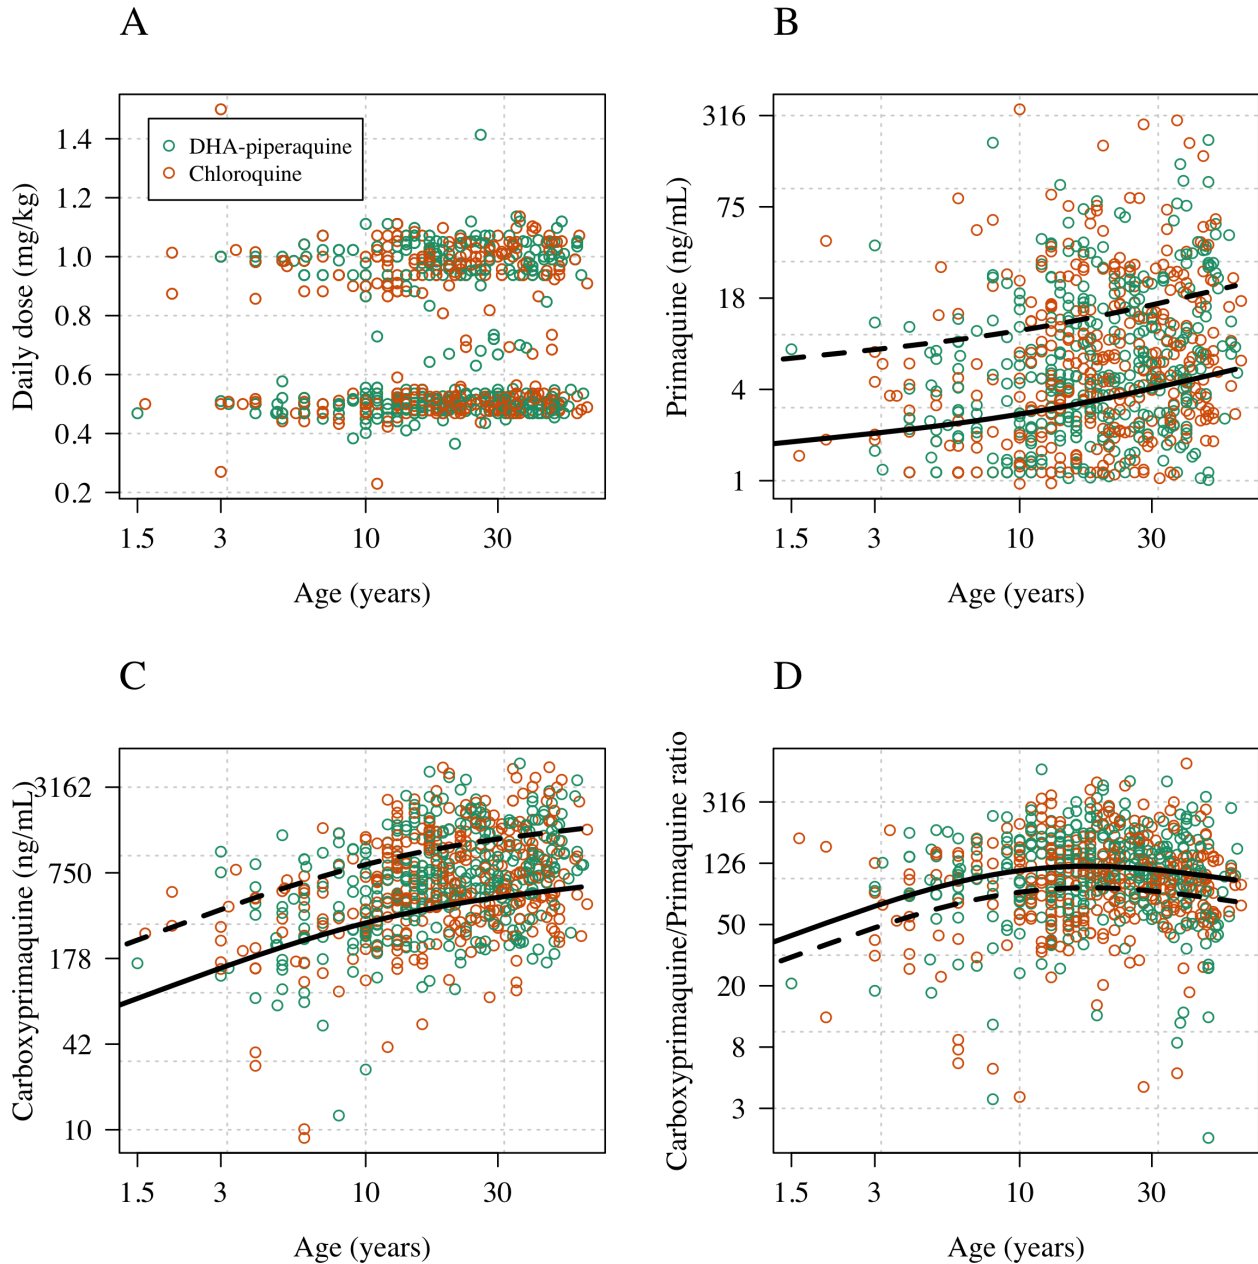 A
Daily dose (mg/kg)
1.4
1.2
1.0
0.8
0.6
0.4
0.2
DHA-piperaquine
Chloroquine
1.5 3 10 30
Age (years)
B
Primaquine (ng/mL)
316
75
18
4
1
1.5 3 10 30
Age (years)
C
Carboxyprimaquine (ng/mL)
3162
750
178
42
10
1.5 3 10 30
Age (years)
D
Carboxyprimaquine/Primaquine ratio
316
126
50
20
8
3
1.5 3 10 30
Age (years)